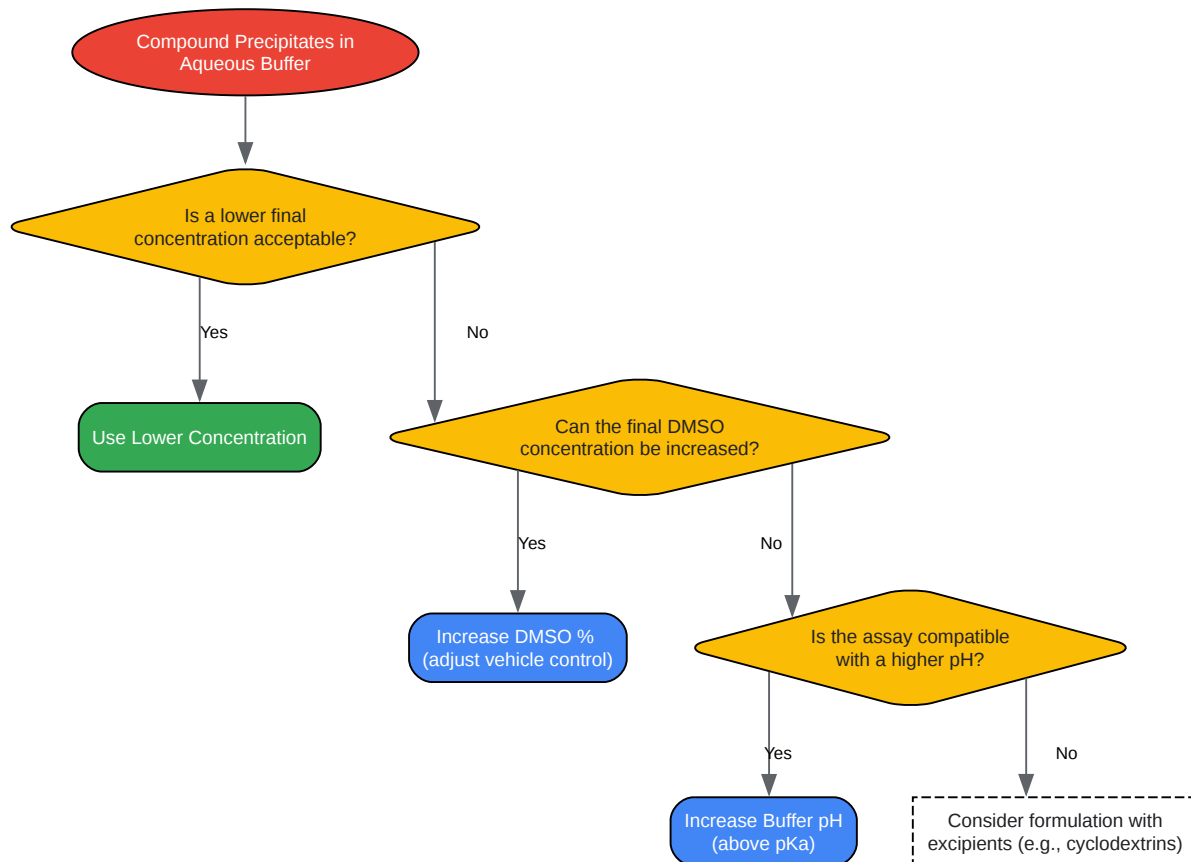 Compound Precipitates in
Aqueous Buffer
Is a lower final
concentration acceptable?
Yes
No
Use Lower Concentration
Can the final DMSO
concentration be increased?
Yes
No
Increase DMSO %
(adjust vehicle control)
Is the assay compatible
with a higher pH?
Yes
No
Increase Buffer pH
(above pKa)
Consider formulation with
excipients (e.g., cyclodextrins)